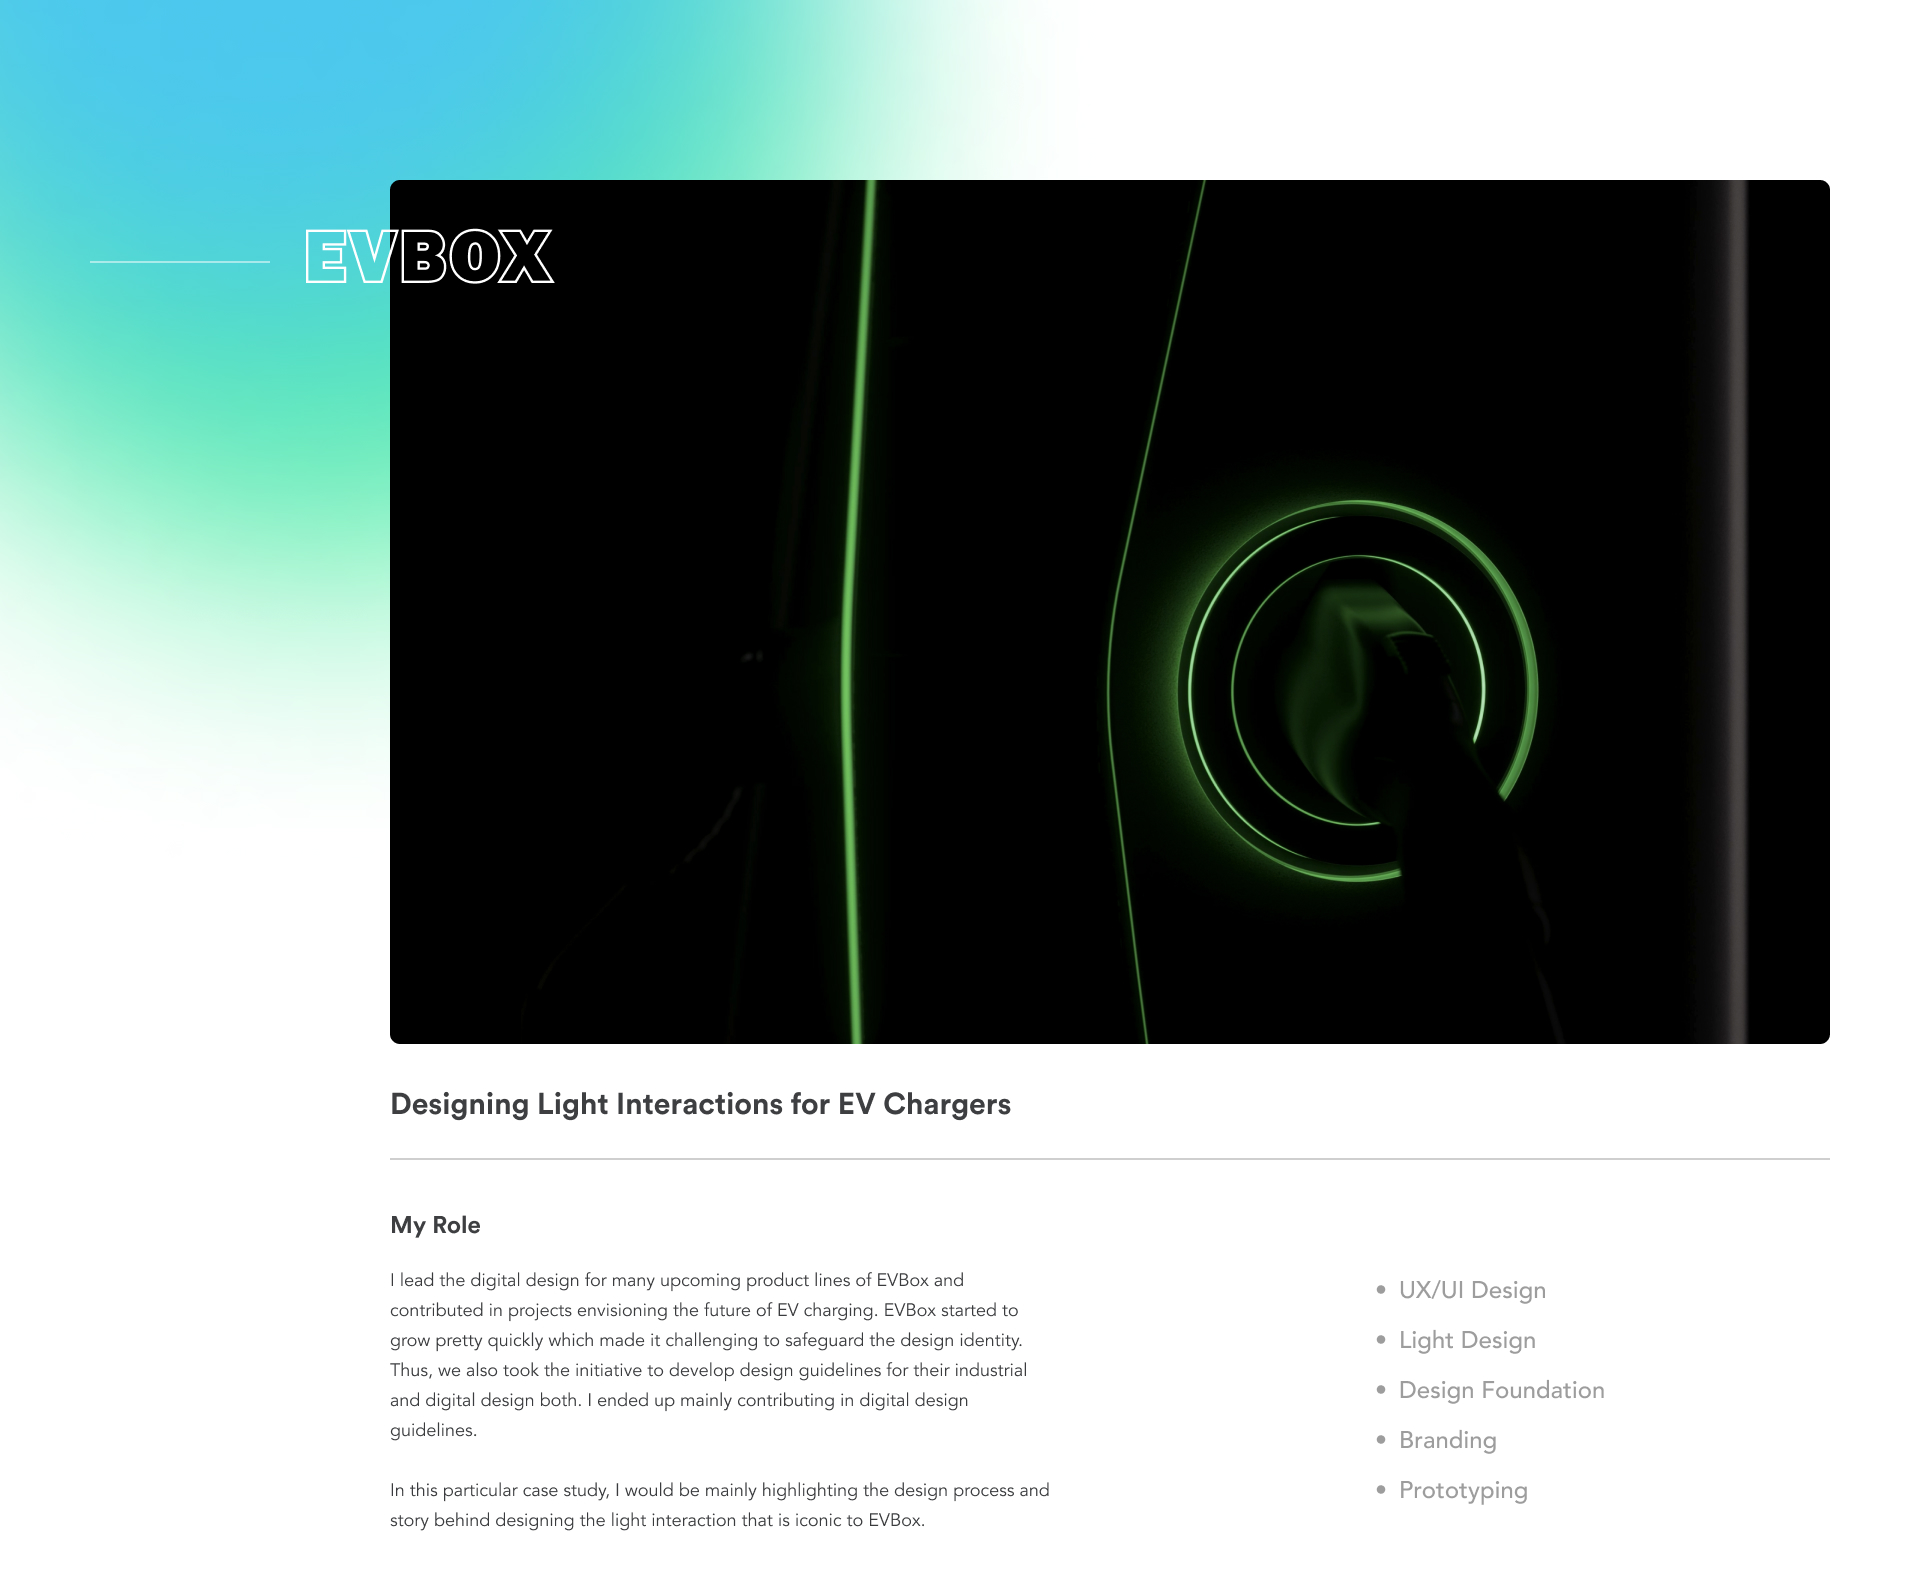 EVBOX
Designing Light Interactions for EV Chargers
My Role
I lead the digital design for many upcoming product lines of EVBox and
contributed in projects envisioning the future of EV charging. EVBox started to
grow pretty quickly which made it challenging to safeguard the design identity.
Thus, we also took the initiative to develop design guidelines for their industrial
and digital design both. I ended up mainly contributing in digital design
guidelines.
In this particular case study, I would be mainly highlighting the design process and
story behind designing the light interaction that is iconic to EVBox.
• UX/UI Design
• Light Design
• Design Foundation
• Branding
• Prototyping